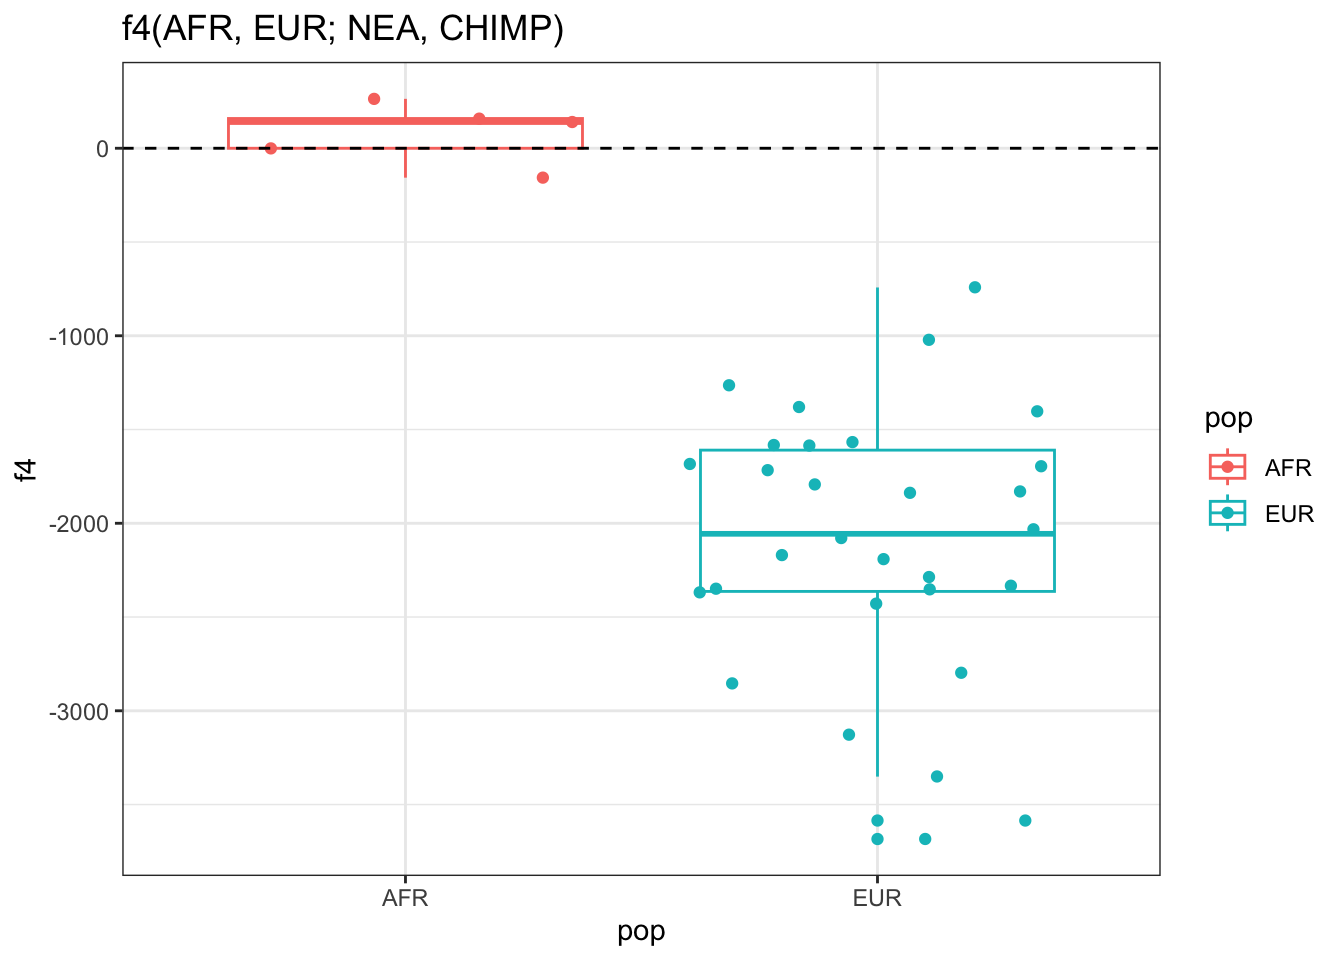 f4(AFR, EUR; NEA, CHIMP)
0
-1000
-2000
-3000
f4
AFR
EUR
pop
pop
AFR
EUR